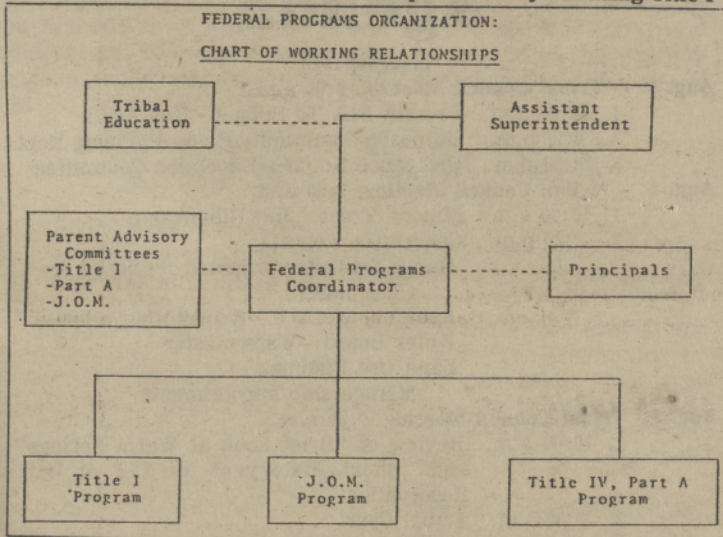 FEDERAL PROGRAMS ORGANIZATION:
CHART OF WORKING RELATIONSHIPS
Tribal
Education
Assistant
Superintendent
Parent Advisory
Committees
-Title I
-Part A
-J.O.M.
Federal Programs
Coordinator
Principals
Title I
Program
J.O.M.
Program
Title IV, Part A
Program